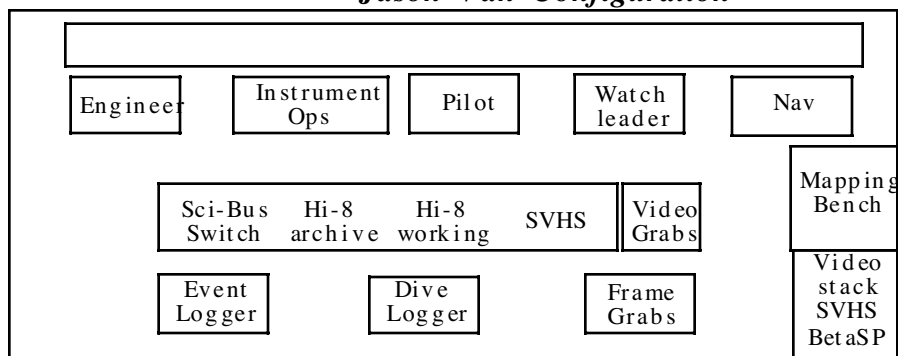 Jason Van Configuration
Engineer
Instrument
Ops
Pilot
Watch
leader
Nav
Mapping
Bench
Sci-Bus
Switch
Hi-8
archive
Hi-8
working
SVHS
Video
Grabs
Event
Logger
Dive
Logger
Frame
Grabs
Video
stack
SVHS
BetaSP